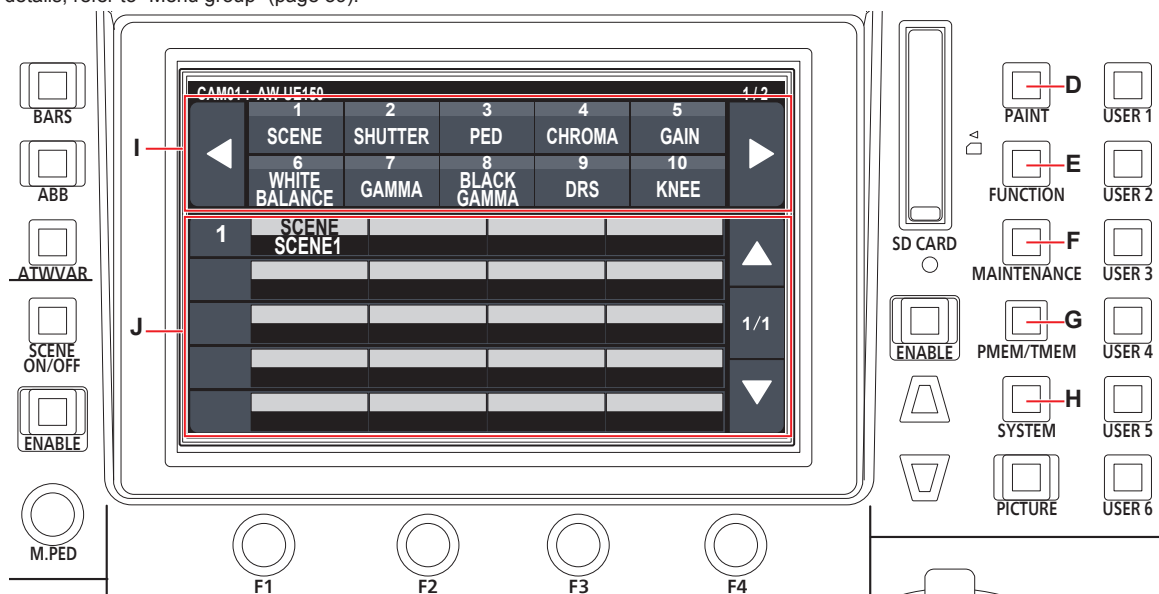 details, refer to "Menu group" (page 
CAM01 : AW-UE150 1 / 2
1 2 3 4 5
SCENE SHUTTER PED CHROMA GAIN
6 7 8 9 10
WHITE BALANCE GAMMA BLACK GAMMA DRS KNEE
1 SCENE
SCENE1
1/1
I
J
BARS
ABB
ATWVAR
SCENE
ON/OFF
ENABLE
M.PED
F1 F2 F3 F4
SD CARD
ENABLE
D
PAINT
E
FUNCTION
F
MAINTENANCE
G
PMEM/TMEM
H
SYSTEM
PICTURE
USER 1
USER 2
USER 3
USER 4
USER 5
USER 6